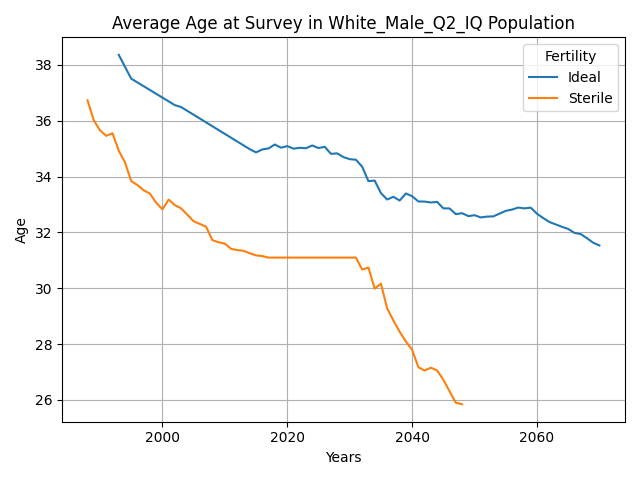 Average Age at Survey in White_Male_Q2_IQ Population
Fertility
Ideal
Sterile
38
36
34
32
30
28
26
Age
2000
2020
2040
2060
Years